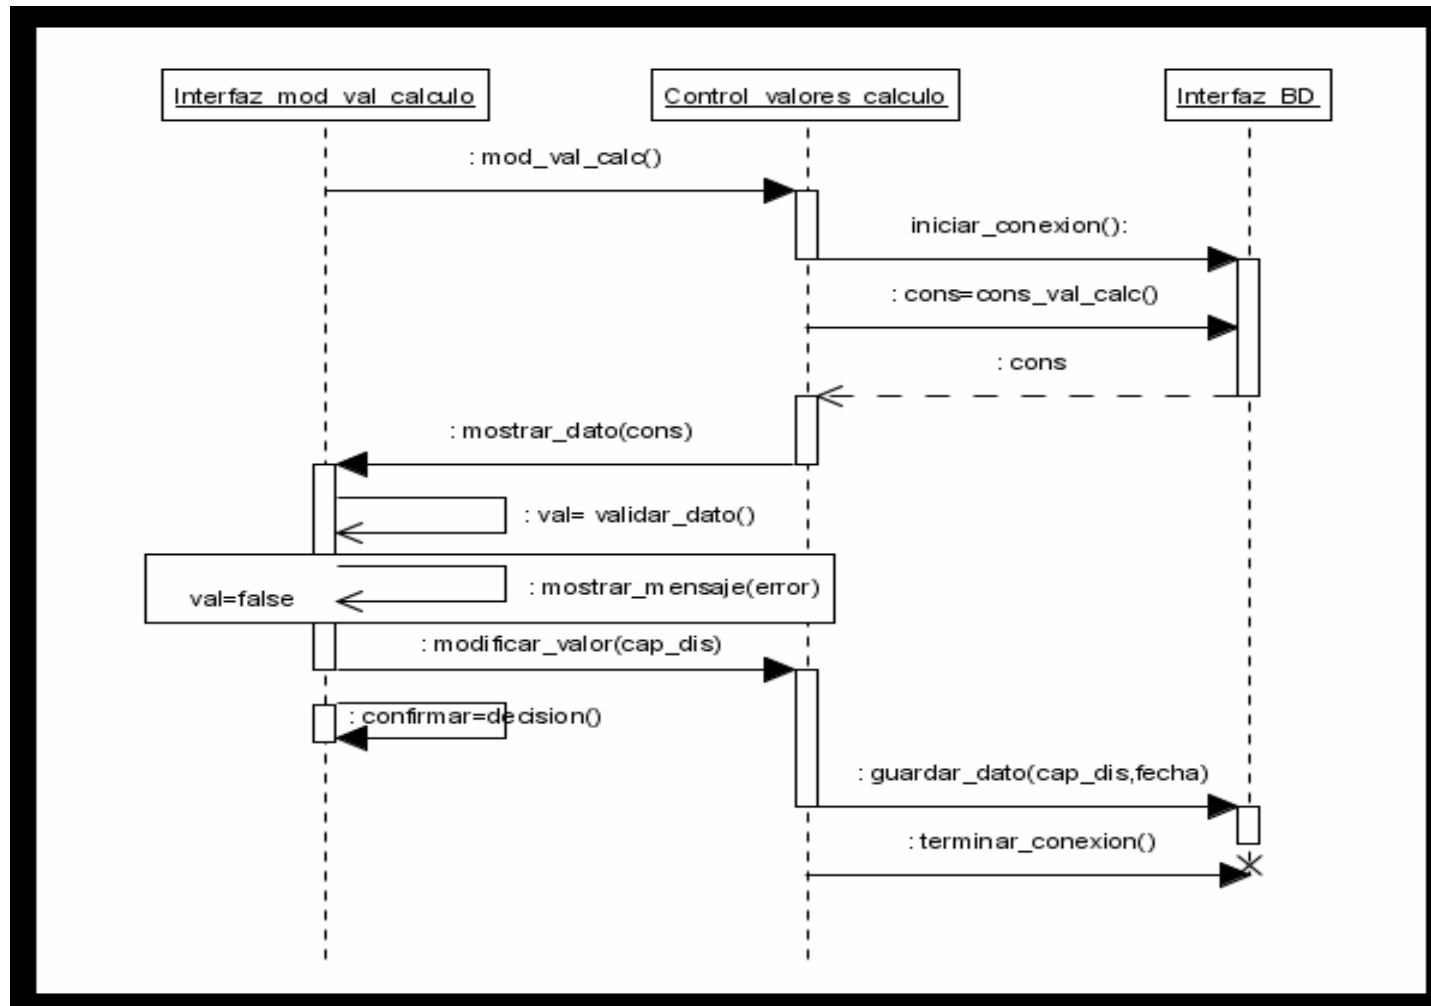 Interfaz_mod_val_calculo
Control_valores_calculo
Interfaz_BD
: mod_val_calc()
iniciar_conexion():
: cons=cons_val_calc()
: cons
: mostrar_dato(cons)
: val= validar_dato()
: mostrar_mensaje(error)
val=false
: modificar_valor(cap_dis)
: confirmar=decision()
: guardar_dato(cap_dis,fecha)
: terminar_conexion()